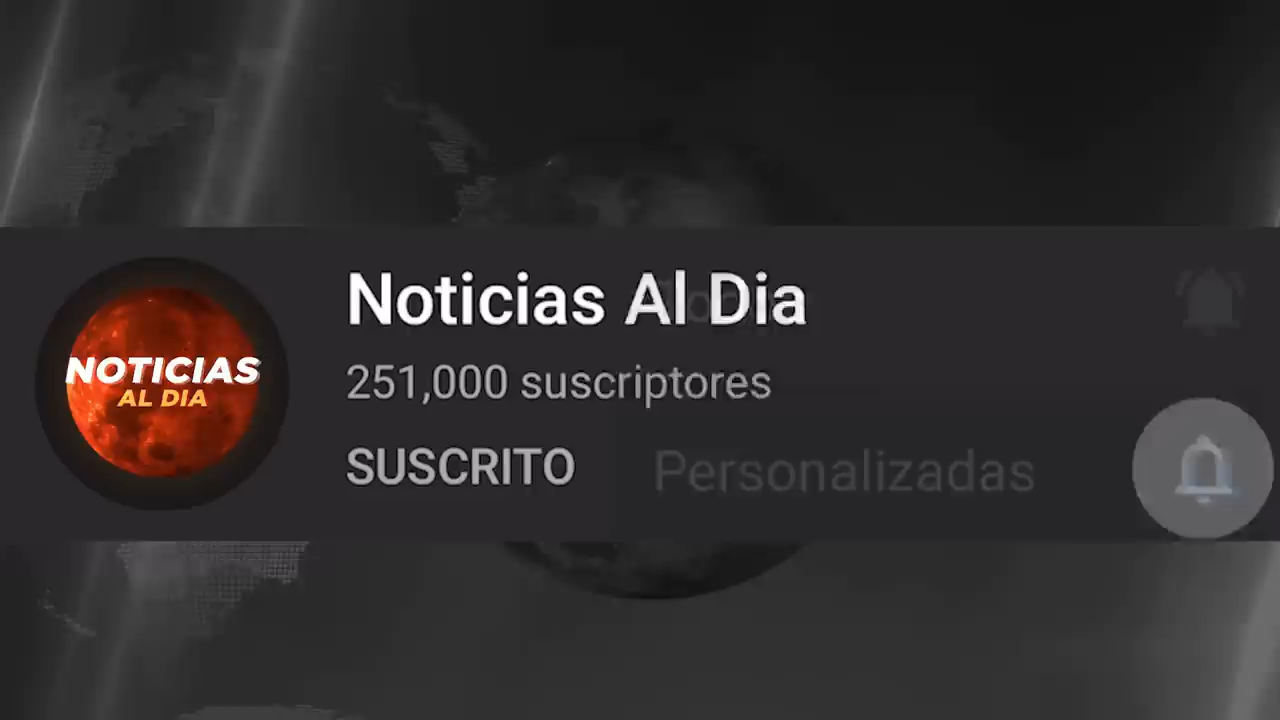 Noticias Al Dia
NOTICIAS
AL DIA
251,000 suscriptores
SUSCRITO
Personalizadas